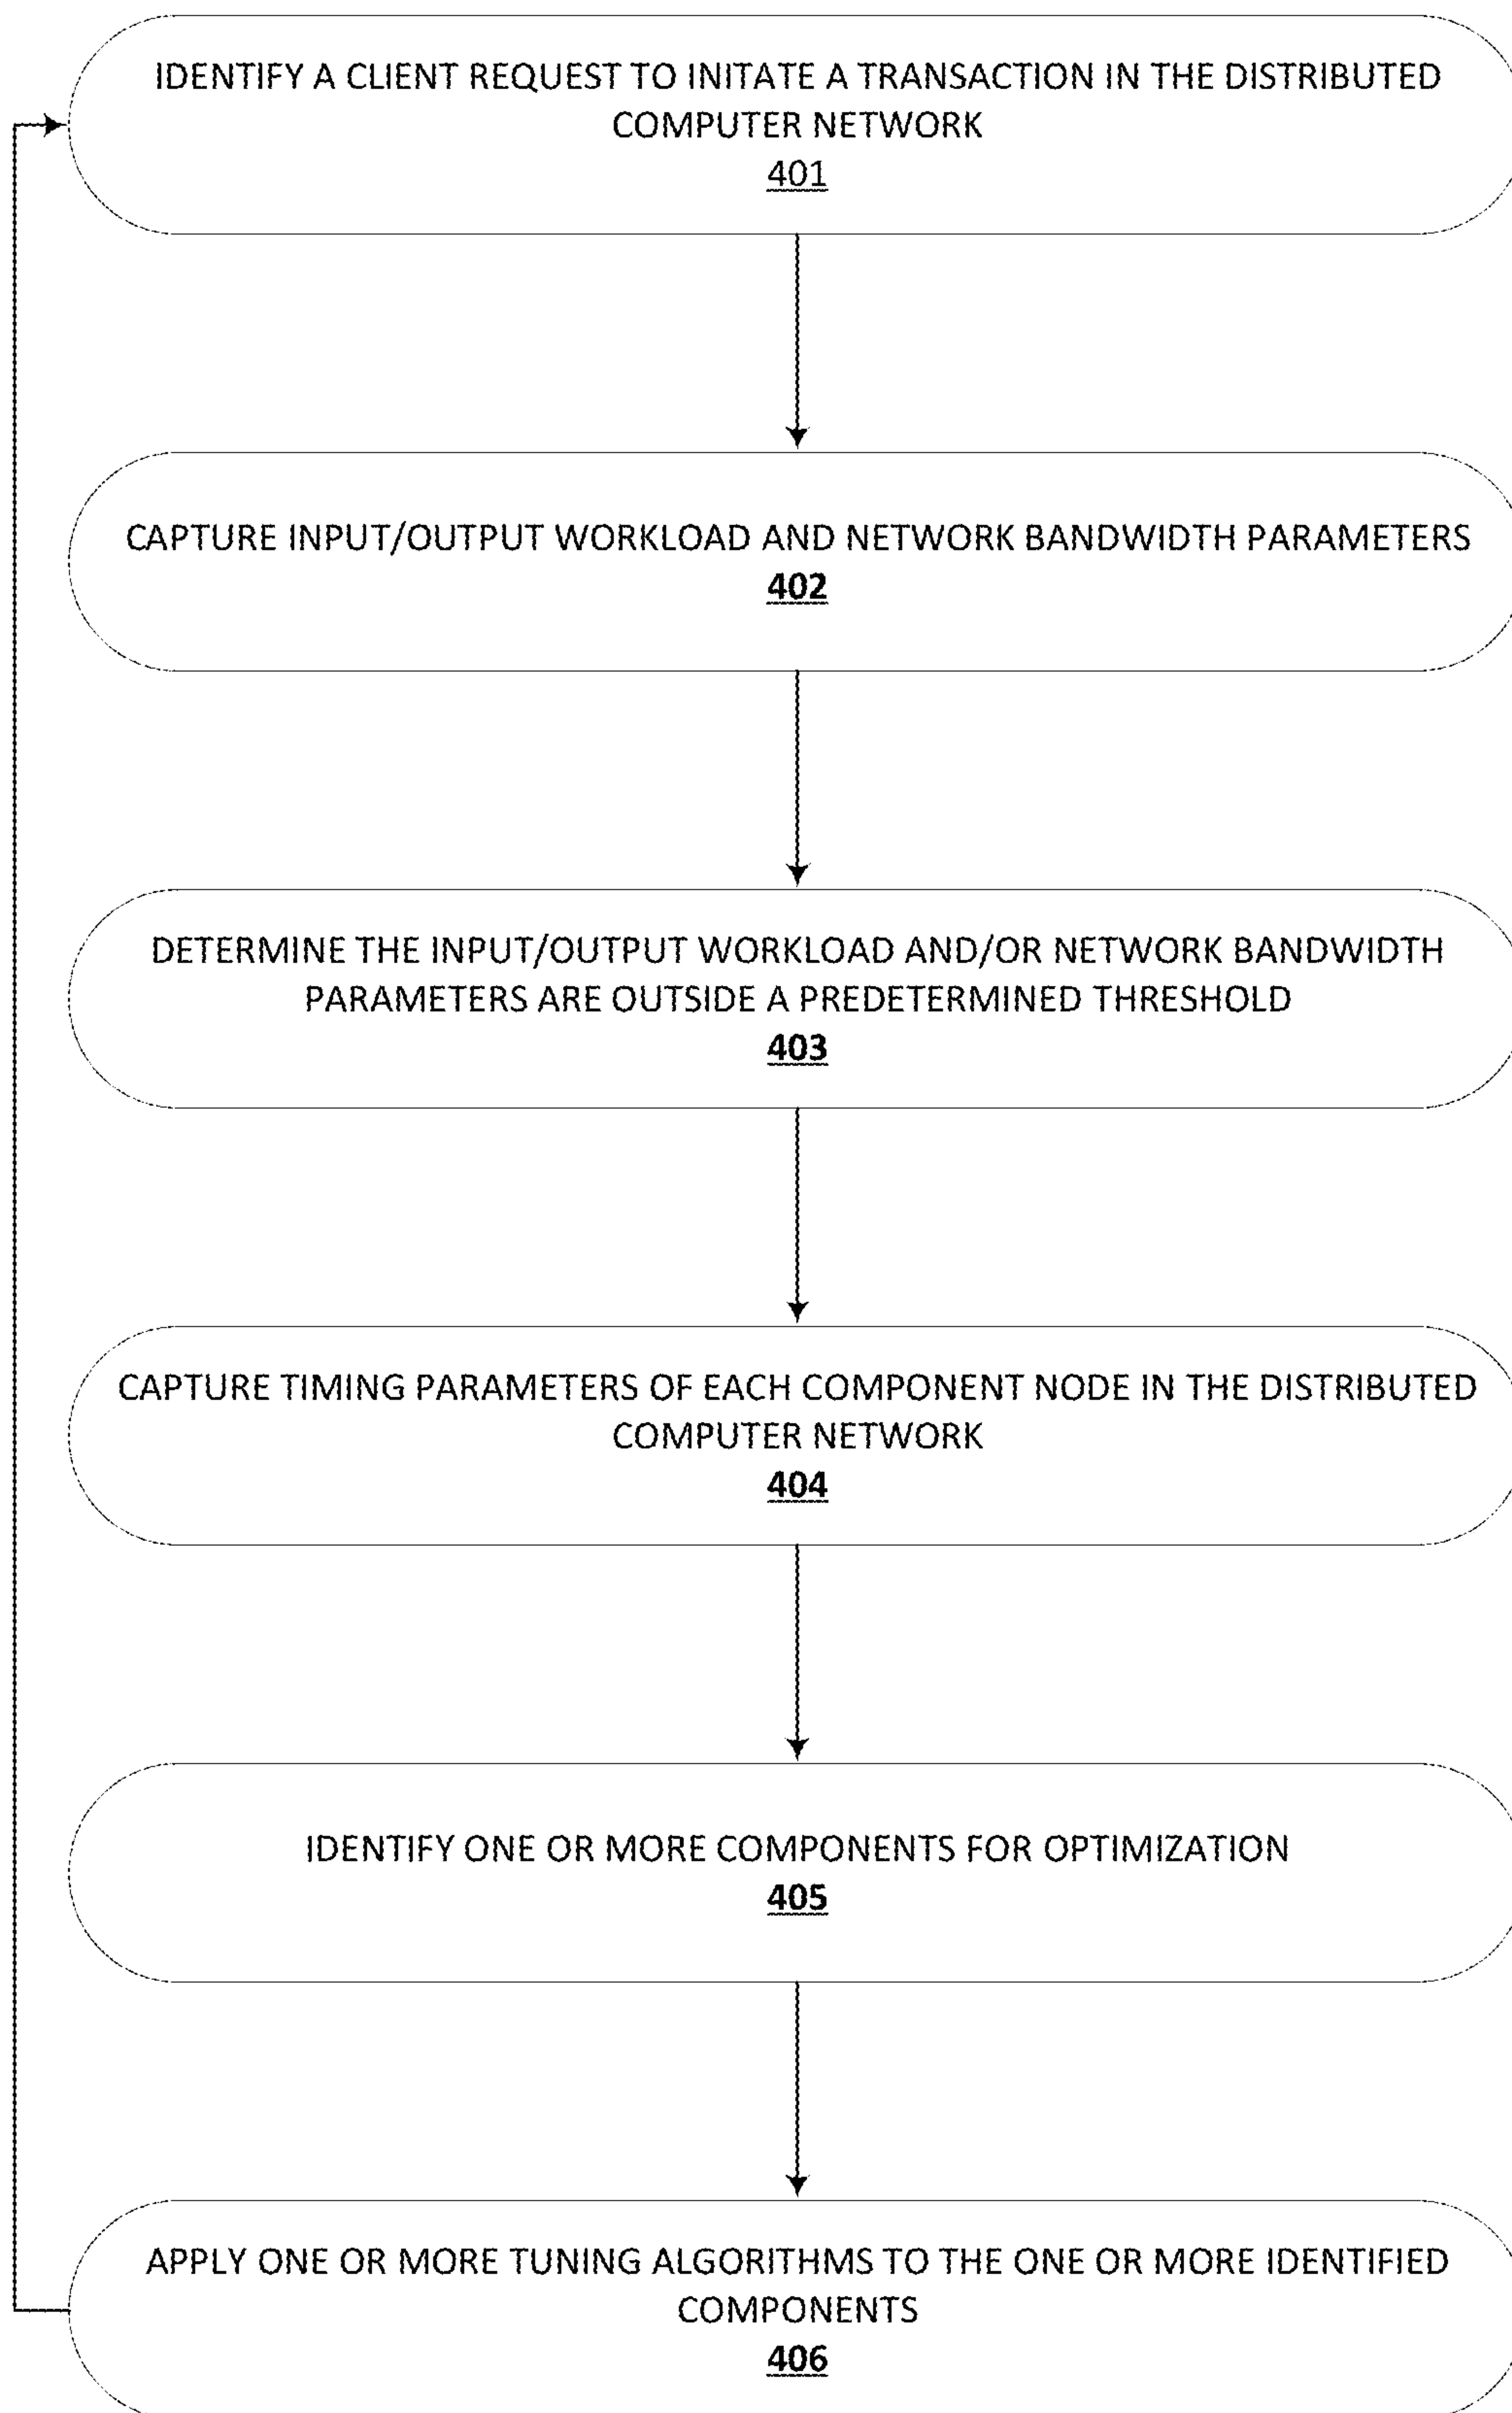 IDENTIFY A CLIENT REQUEST TO INITATE A TRANSACTION IN THE DISTRIBUTED
COMPUTER NETWORK
401
CAPTURE INPUT/OUTPUT WORKLOAD AND NETWORK BANDWIDTH PARAMETERS
402
DETERMINE THE INPUT/OUTPUT WORKLOAD AND/OR NETWORK BANDWIDTH
PARAMETERS ARE OUTSIDE A PREDETERMINED THRESHOLD
403
CAPTURE TIMING PARAMETERS OF EACH COMPONENT NODE IN THE DISTRIBUTED
COMPUTER NETWORK
404
IDENTIFY ONE OR MORE COMPONENTS FOR OPTIMIZATION
405
APPLY ONE OR MORE TUNING ALGORITHMS TO THE ONE OR MORE IDENTIFIED
COMPONENTS
406